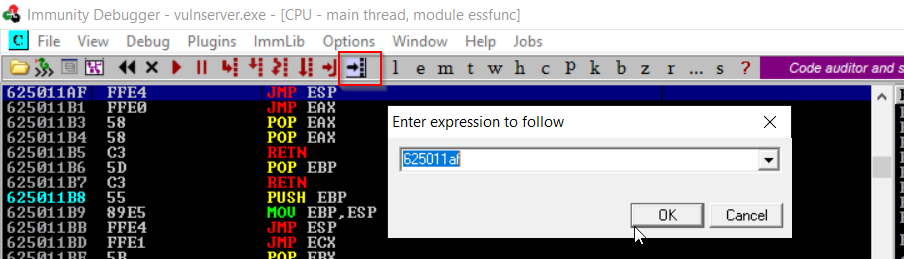 Immunity Debugger - vulnserver.exe - [CPU - main thread, module essfunc]
C File View Debug Plugins ImmLib Options Window Help Jobs
l e m t w h c P k b z r ... s ? Code auditor and s
625011AF FFE4 JMP ESP
625011B1 FFE0 JMP EAX
625011B3 58 POP EAX
625011B4 58 POP EAX
625011B5 C3 RETN
625011B6 5D POP EBP
625011B7 C3 RETN
625011B8 55 PUSH EBP
625011B9 89E5 MOV EBP,ESP
625011BB FFE4 JMP ESP
625011BD FFE1 JMP ECX
625011BF 5B POP EBX
Enter expression to follow
625011af
OK Cancel